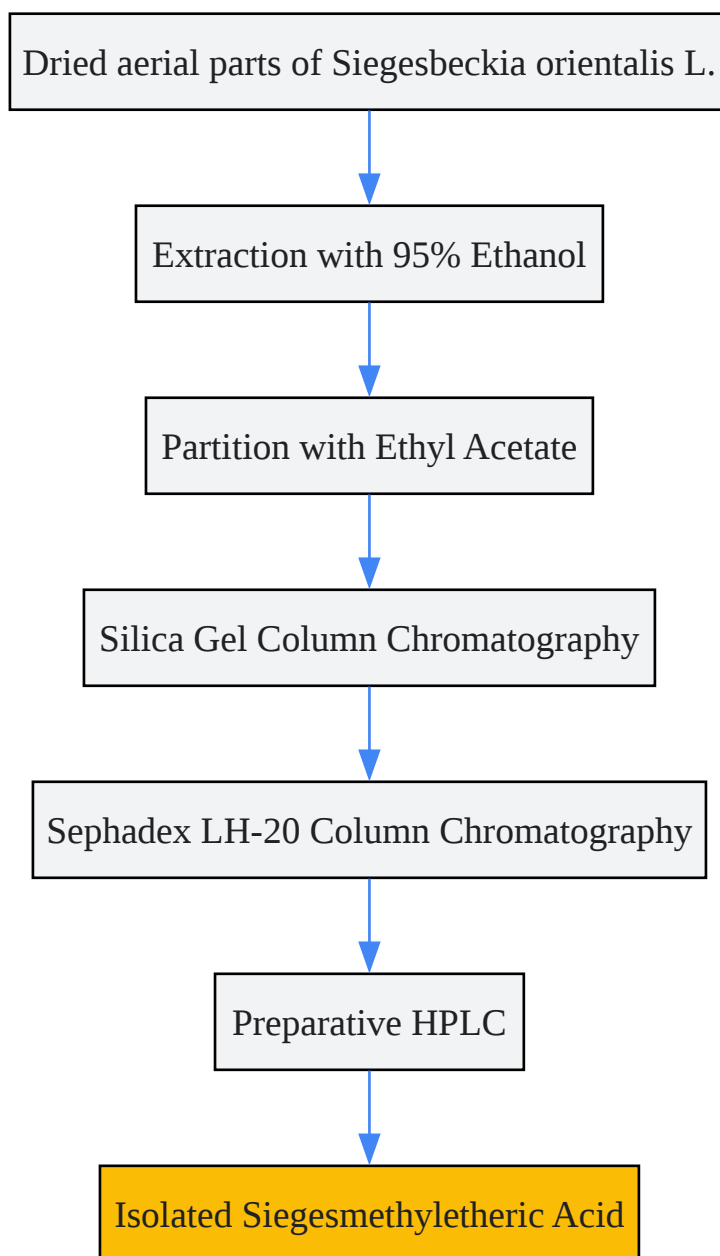 Dried aerial parts of Siegesbeckia orientalis L.
Extraction with 95% Ethanol
Partition with Ethyl Acetate
Silica Gel Column Chromatography
Sephadex LH-20 Column Chromatography
Preparative HPLC
Isolated Siegesmethyletheric Acid